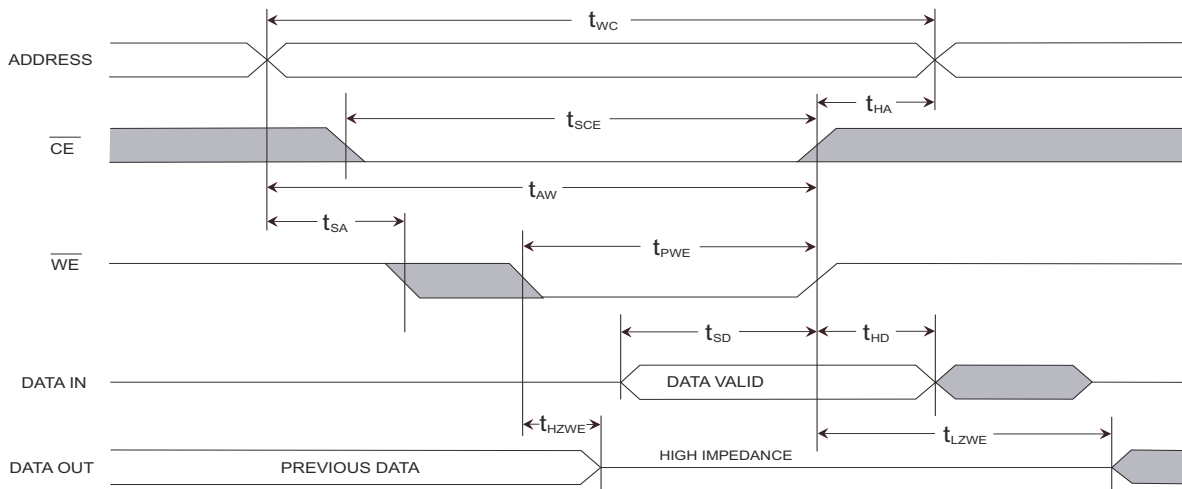 tWC
ADDRESS
tHA
tSCE
CE
tAW
tSA
tPWE
WE
tSD
tHD
DATA IN
DATA VALID
tHZWE
tLZWE
HIGH IMPEDANCE
DATA OUT
PREVIOUS DATA